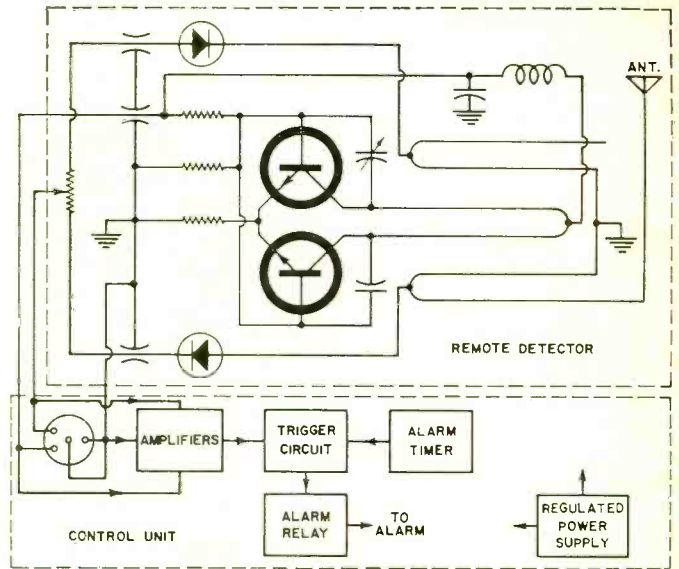 ANT.
REMOTE DETECTOR
AMPLIFIERS
TRIGGER
CIRCUIT
ALARM
TIMER
ALARM
RELAY
TO
ALARM
REGULATED
POWER
SUPPLY
CONTROL UNIT